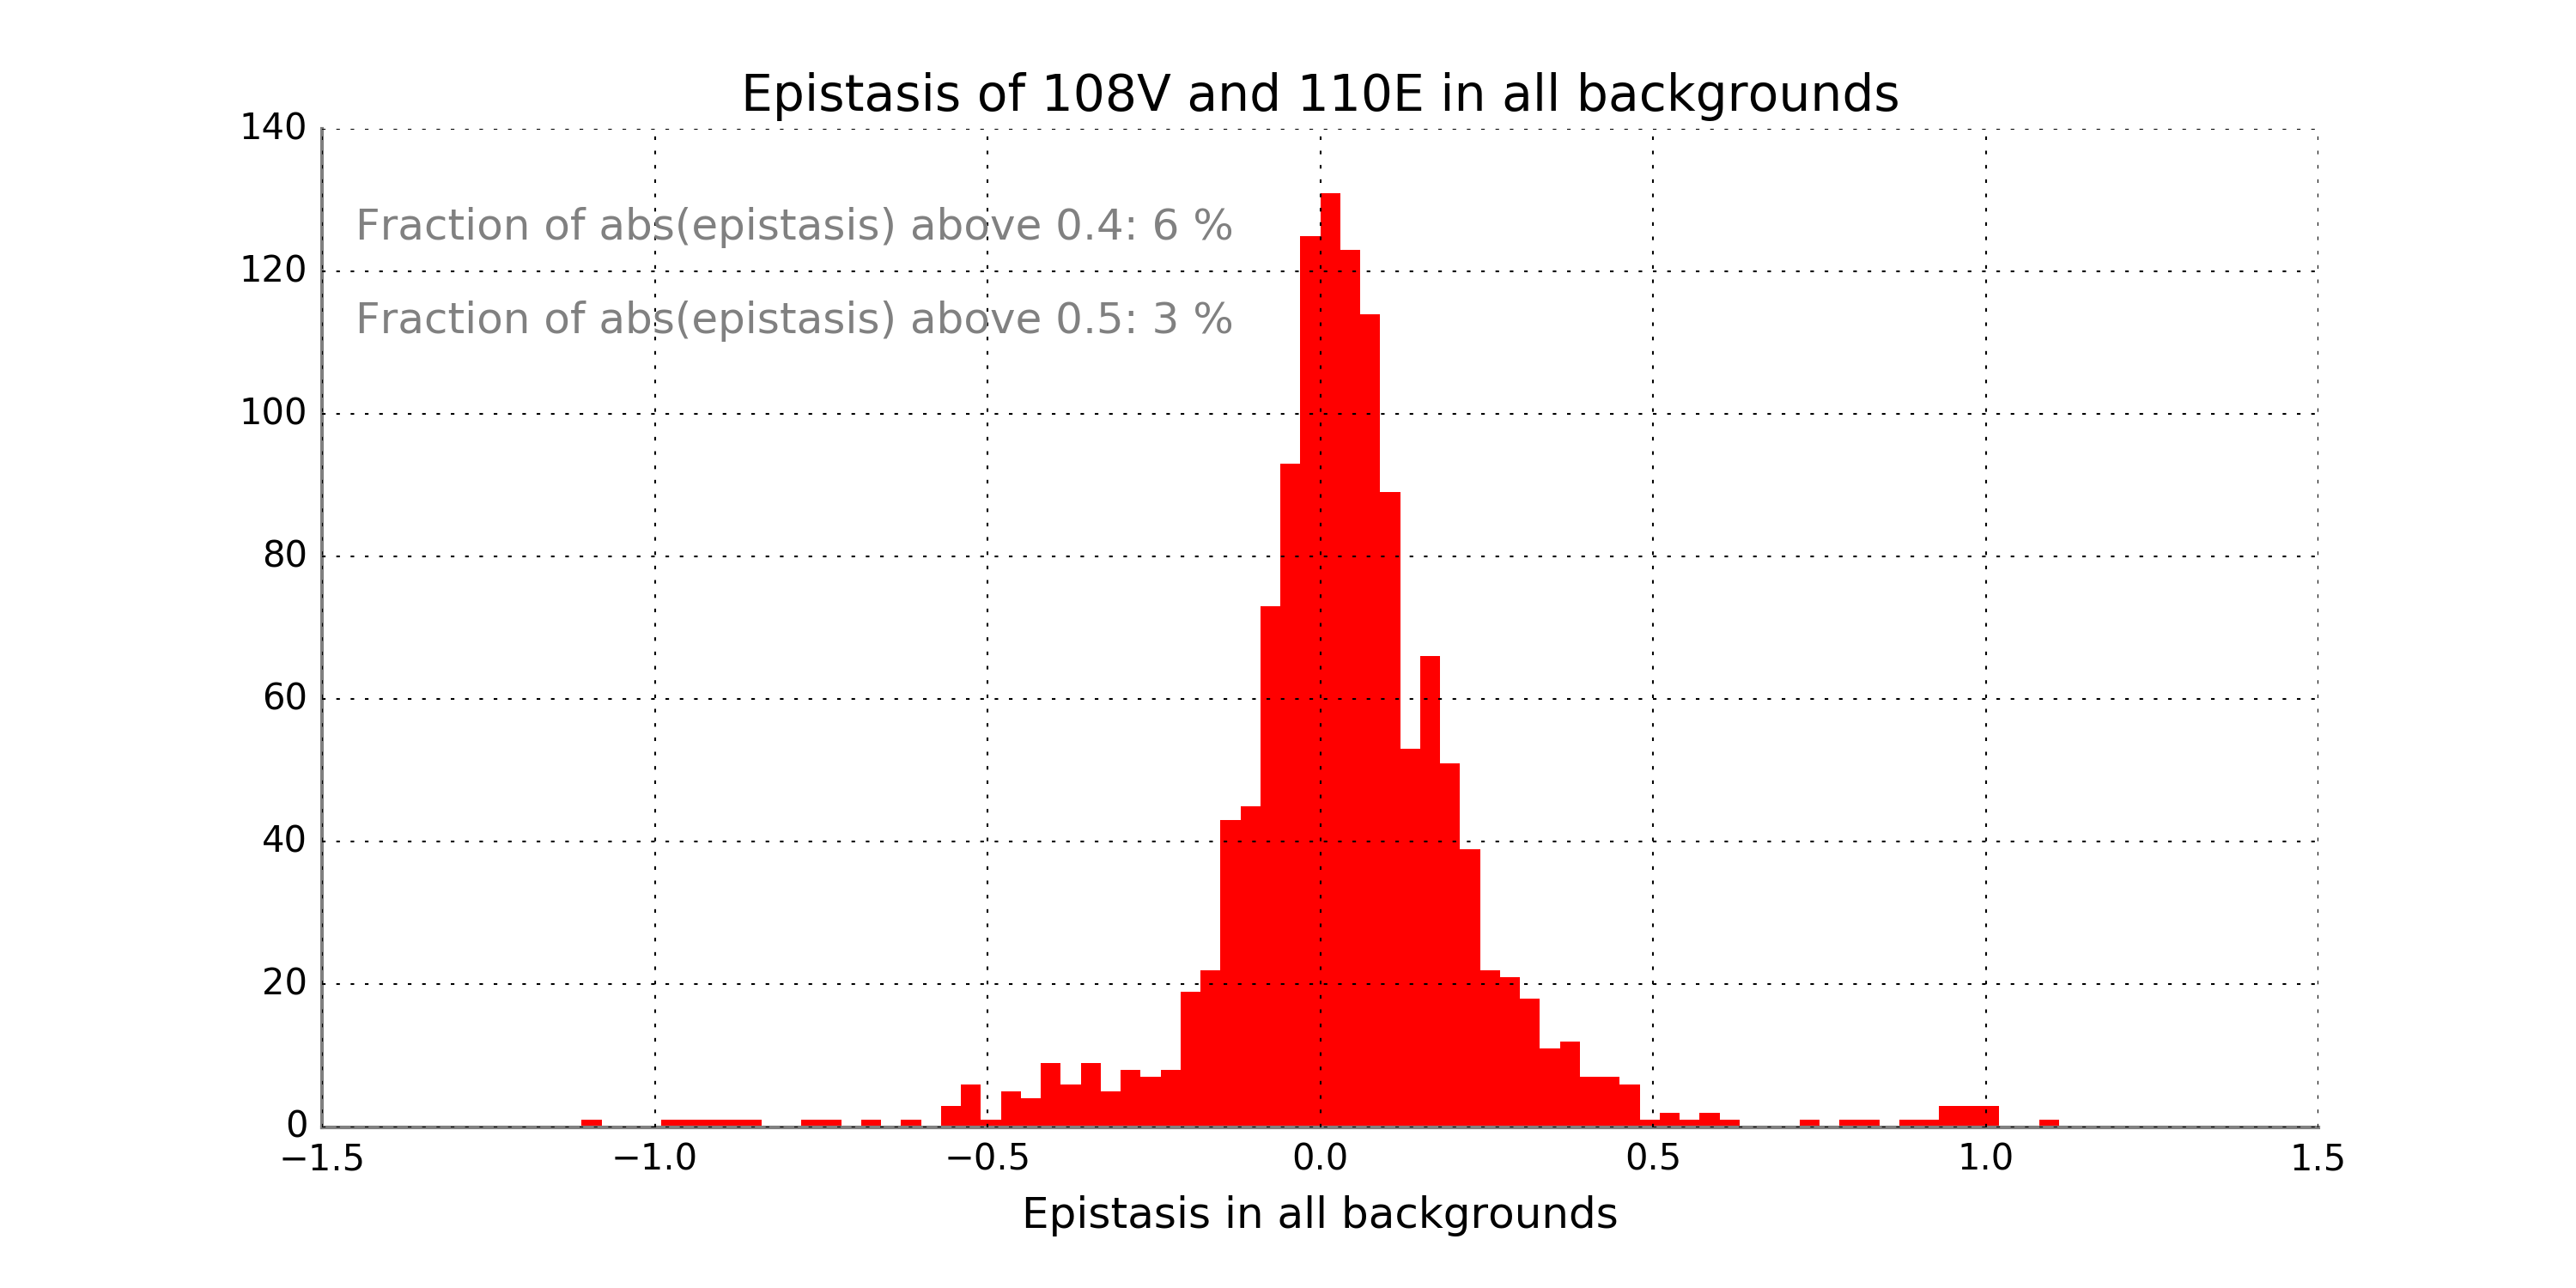 Epistasis of 108V and 110E in all backgrounds
140
120
100
80
60
40
20
0
Fraction of abs(epistasis) above 0.4: 6 %
Fraction of abs(epistasis) above 0.5: 3 %
−1.5 −1.0 −0.5 0.0 0.5 1.0 1.5
Epistasis in all backgrounds